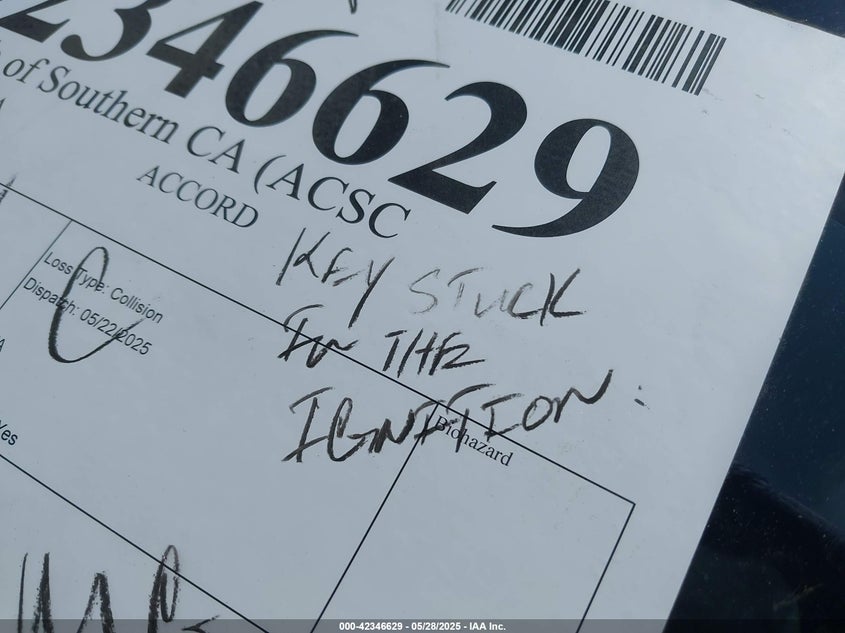 2346629
of Southern CA (ACSC
ACCORD
KEY STUCK
IN THE
IGNITION.
Loss Type: Collision
Dispatch: 05/22/2025
C
Yes
Biohazard
000-42346629 - 05/28/2025 - IAA Inc.